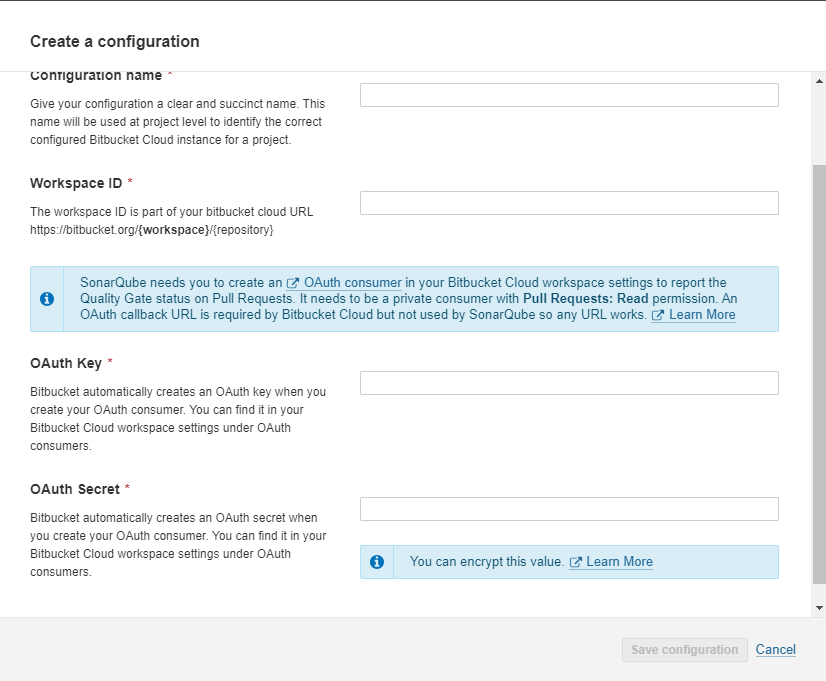 Create a configuration
Configuration name *
Give your configuration a clear and succinct name. This
name will be used at project level to identify the correct
configured Bitbucket Cloud instance for a project.
Workspace ID *
The workspace ID is part of your bitbucket cloud URL
https://bitbucket.org/{workspace}/{repository}
SonarQube needs you to create an OAuth consumer in your Bitbucket Cloud workspace settings to report the
Quality Gate status on Pull Requests. It needs to be a private consumer with Pull Requests: Read permission. An
OAuth callback URL is required by Bitbucket Cloud but not used by SonarQube so any URL works. Learn More
OAuth Key *
Bitbucket automatically creates an OAuth key when you
create your OAuth consumer. You can find it in your
Bitbucket Cloud workspace settings under OAuth
consumers.
OAuth Secret *
Bitbucket automatically creates an OAuth secret when
you create your OAuth consumer. You can find it in your
Bitbucket Cloud workspace settings under OAuth
consumers.
You can encrypt this value. Learn More
Save configuration Cancel